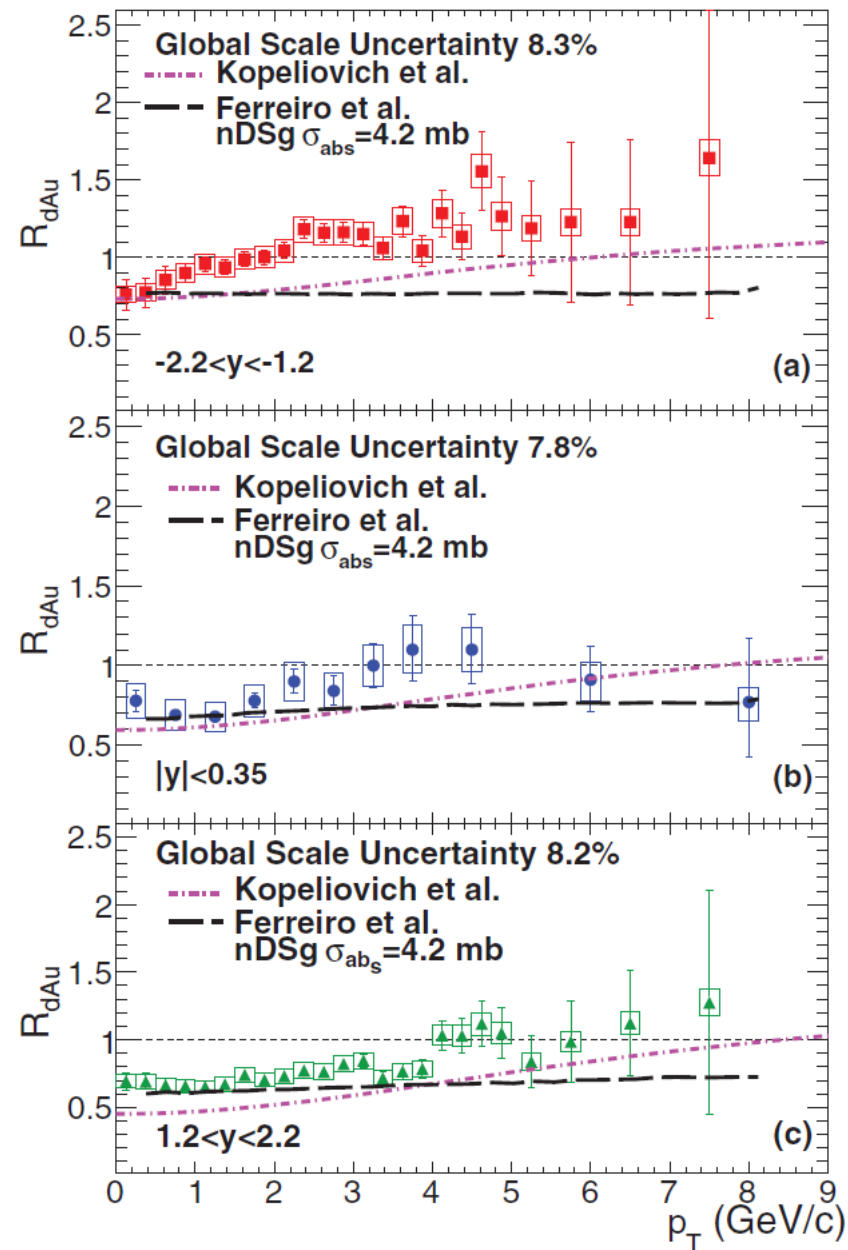 2.5
Global Scale Uncertainty 8.3%
Kopeliovich et al.
2
Ferreiro et al.
nDSg σabs=4.2 mb
1.5
RdAu
1
0.5
-2.2<y<-1.2
(a)
2.5
Global Scale Uncertainty 7.8%
Kopeliovich et al.
2
Ferreiro et al.
nDSg σabs=4.2 mb
1.5
RdAu
1
0.5
|y|<0.35
(b)
2.5
Global Scale Uncertainty 8.2%
Kopeliovich et al.
2
Ferreiro et al.
nDSg σabs=4.2 mb
1.5
RdAu
1
0.5
1.2<y<2.2
(c)
0 1 2 3 4 5 6 7 8 9
pT (GeV/c)